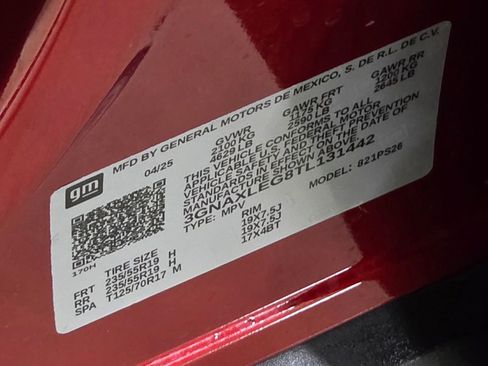 gm
MFD BY GENERAL MOTORS DE MEXICO, S. DE R.L. DE C.V.
04/25
GVWR GAWR FRT GAWR RR
2100 KG 1175 KG 1200 KG
4629 LB 2590 LB 2645 LB
THIS VEHICLE CONFORMS TO ALL
APPLICABLE U.S. FEDERAL MOTOR
VEHICLE SAFETY AND THEFT PREVENTION
STANDARDS IN EFFECT ON THE DATE OF
MANUFACTURE SHOWN ABOVE.
3GNAXLEG8TL131442
TYPE: MPV MODEL: 821PS26
170H
TIRE SIZE RIM
FRT 235/55R19 H 19X7.5J
RR 235/55R19 H 19X7.5J
SPA T125/70R17 M 17X4BT